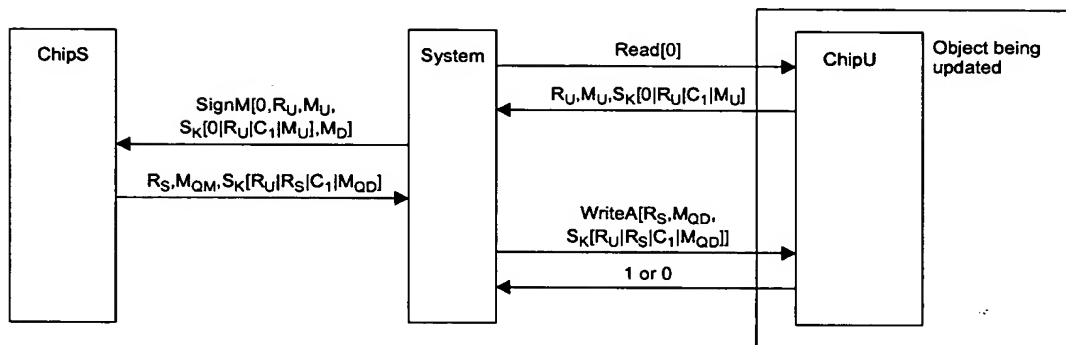 ChipS
System
ChipU
Object being
updated
Read[0]
R_U,M_U,S_K[0|R_U|C_1|M_U]
SignM[0,R_U,M_U,
S_K[0|R_U|C_1|M_U],M_D]
R_S,M_QM,S_K[R_U|R_S|C_1|M_QD]
WriteA[R_S,M_QD,
S_K[R_U|R_S|C_1|M_QD]]
1 or 0